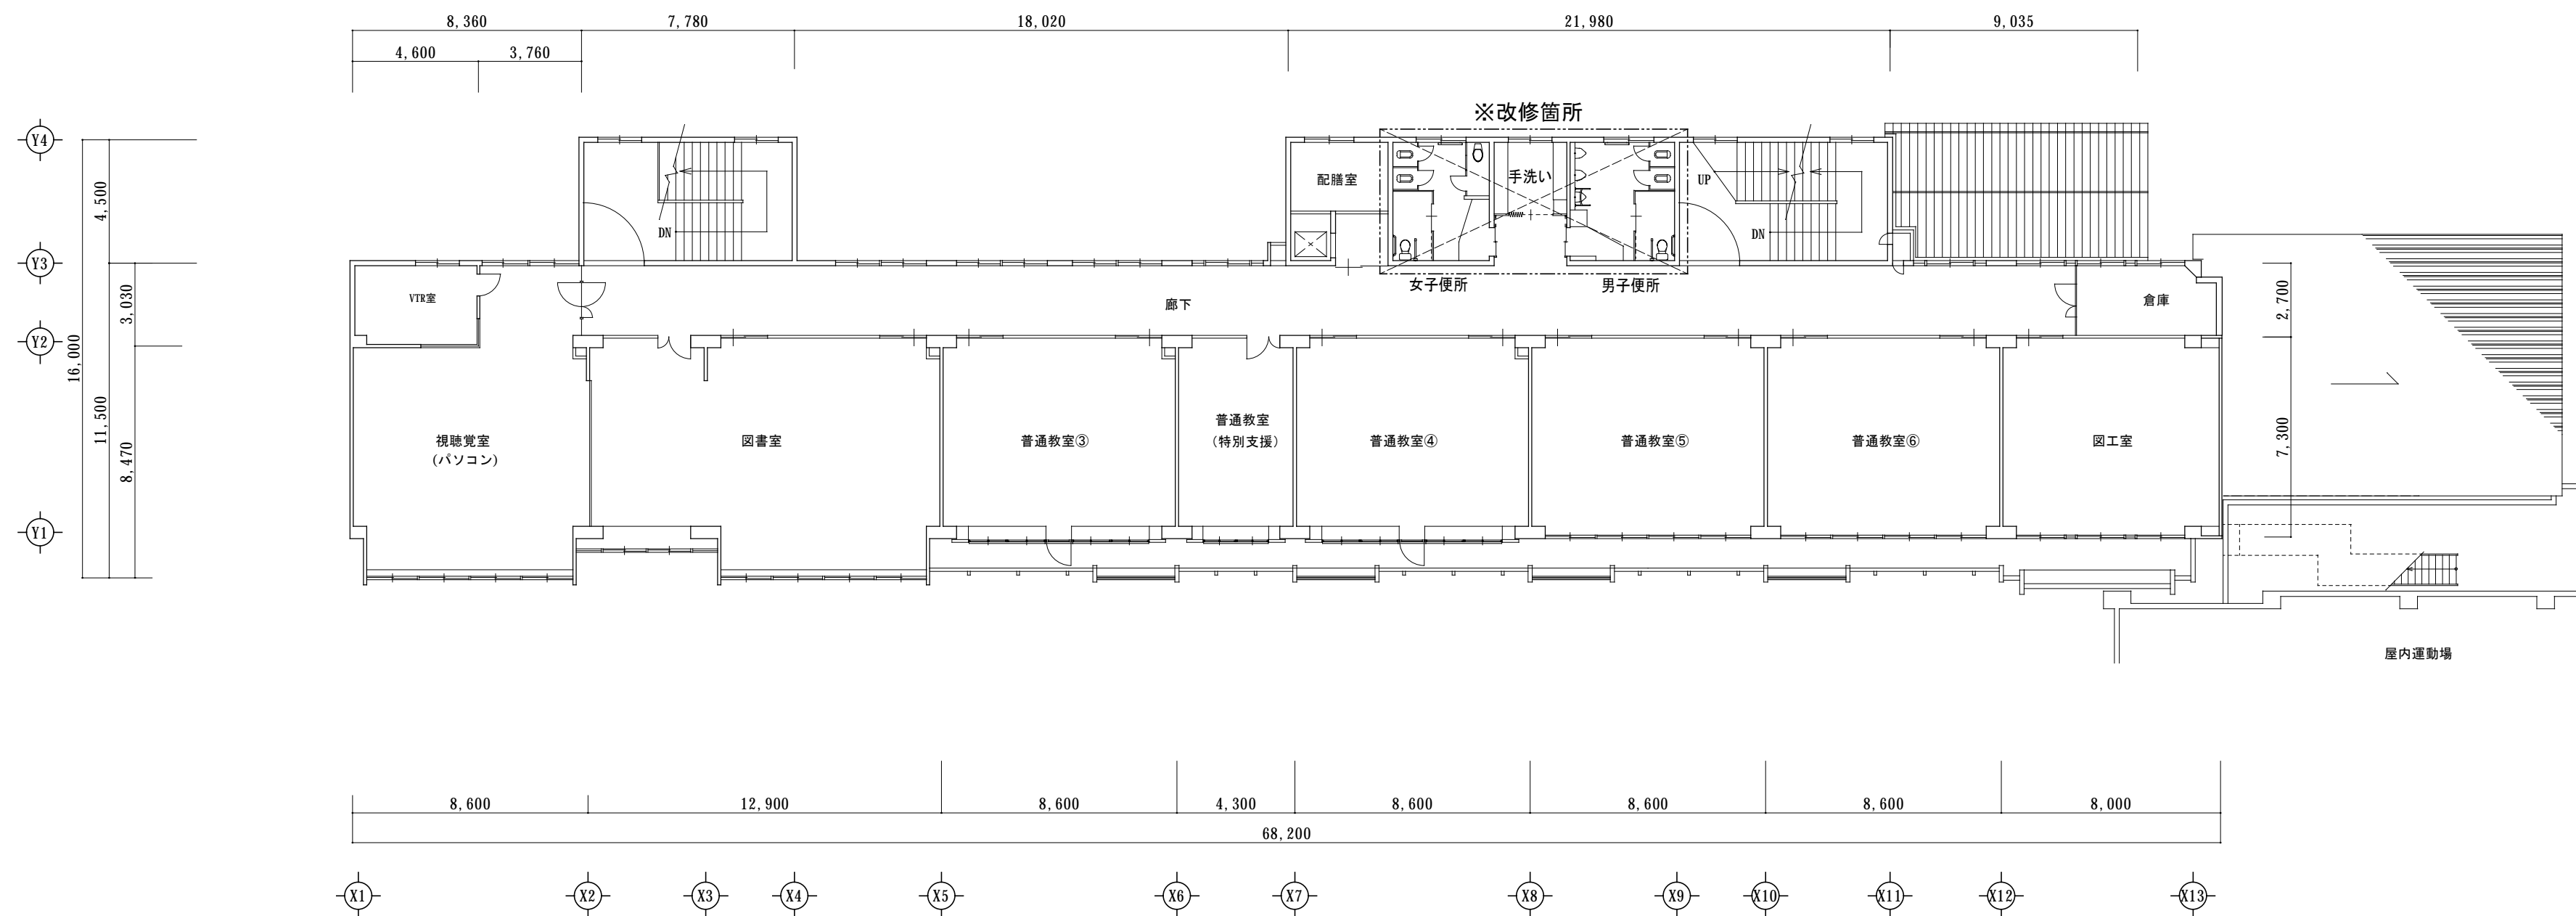 8,360 7,780 18,020 21,980 9,035
4,600 3,760
※改修箇所
Y4
配膳室
手洗い
UP
4,500
DN
DN
Y3
女子便所
男子便所
VTR室
廊下
倉庫
3,030
2,700
Y2
16,000
11,500
8,470
7,300
視聴覚室
(パソコン)
図書室
普通教室③
普通教室
(特別支援)
普通教室④
普通教室⑤
普通教室⑥
図工室
Y1
屋内運動場
8,600 12,900 8,600 4,300 8,600 8,600 8,600 8,000
68,200
X1 X2 X3 X4 X5 X6 X7 X8 X9 X10 X11 X12 X13